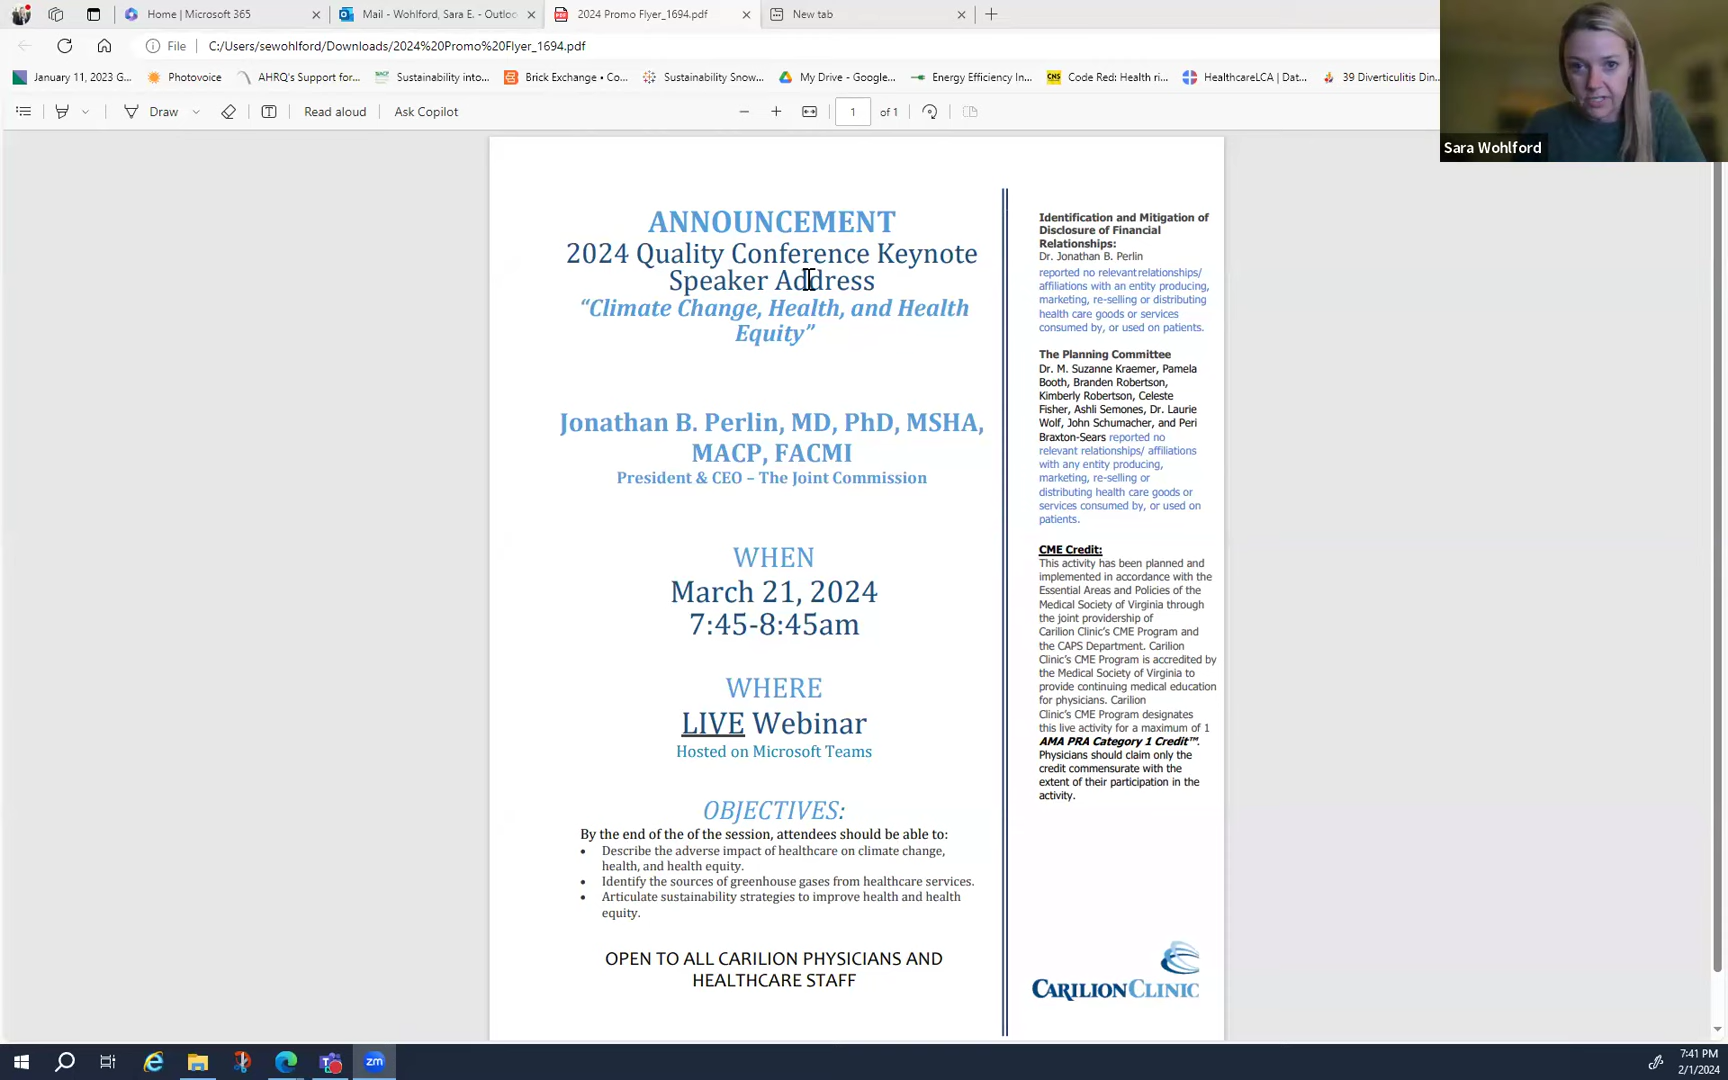 Home | Microsoft 365
Mail - Wohlford, Sara E. - Outloo
2024 Promo Flyer_1694.pdf
New tab
File C:/Users/sewohlford/Downloads/2024%20Promo%20Flyer_1694.pdf
January 11, 2023 G...
Photovoice
AHRQ's Support for...
Sustainability into...
Brick Exchange • Co...
Sustainability Snow...
My Drive - Google...
Energy Efficiency In...
CNS
Code Red: Health ri...
HealthcareLCA | Dat...
39 Diverticulitis Din...
Draw
Read aloud
Ask Copilot
1 of 1
Sara Wohlford
ANNOUNCEMENT
2024 Quality Conference Keynote
Speaker Address
“Climate Change, Health, and Health
Equity”
Jonathan B. Perlin, MD, PhD, MSHA,
MACP, FACMI
President & CEO – The Joint Commission
WHEN
March 21, 2024
7:45-8:45am
WHERE
LIVE Webinar
Hosted on Microsoft Teams
OBJECTIVES:
By the end of the of the session, attendees should be able to:
• Describe the adverse impact of healthcare on climate change,
health, and health equity.
• Identify the sources of greenhouse gases from healthcare services.
• Articulate sustainability strategies to improve health and health
equity.
OPEN TO ALL CARILION PHYSICIANS AND
HEALTHCARE STAFF
Identification and Mitigation of
Disclosure of Financial
Relationships:
Dr. Jonathan B. Perlin
reported no relevant relationships/
affiliations with an entity producing,
marketing, re-selling or distributing
health care goods or services
consumed by, or used on patients.
The Planning Committee
Dr. M. Suzanne Kraemer, Pamela
Booth, Branden Robertson,
Kimberly Robertson, Celeste
Fisher, Ashli Semones, Dr. Laurie
Wolf, John Schumacher, and Peri
Braxton-Sears reported no
relevant relationships/ affiliations
with any entity producing,
marketing, re-selling or
distributing health care goods or
services consumed by, or used on
patients.
CME Credit:
This activity has been planned and
implemented in accordance with the
Essential Areas and Policies of the
Medical Society of Virginia through
the joint providership of
Carilion Clinic’s CME Program and
the CAPS Department. Carilion
Clinic’s CME Program is accredited by
the Medical Society of Virginia to
provide continuing medical education
for physicians. Carilion
Clinic’s CME Program designates
this live activity for a maximum of 1
AMA PRA Category 1 Credit™.
Physicians should claim only the
credit commensurate with the
extent of their participation in the
activity.
CARILION CLINIC
zm
7:41 PM
2/1/2024